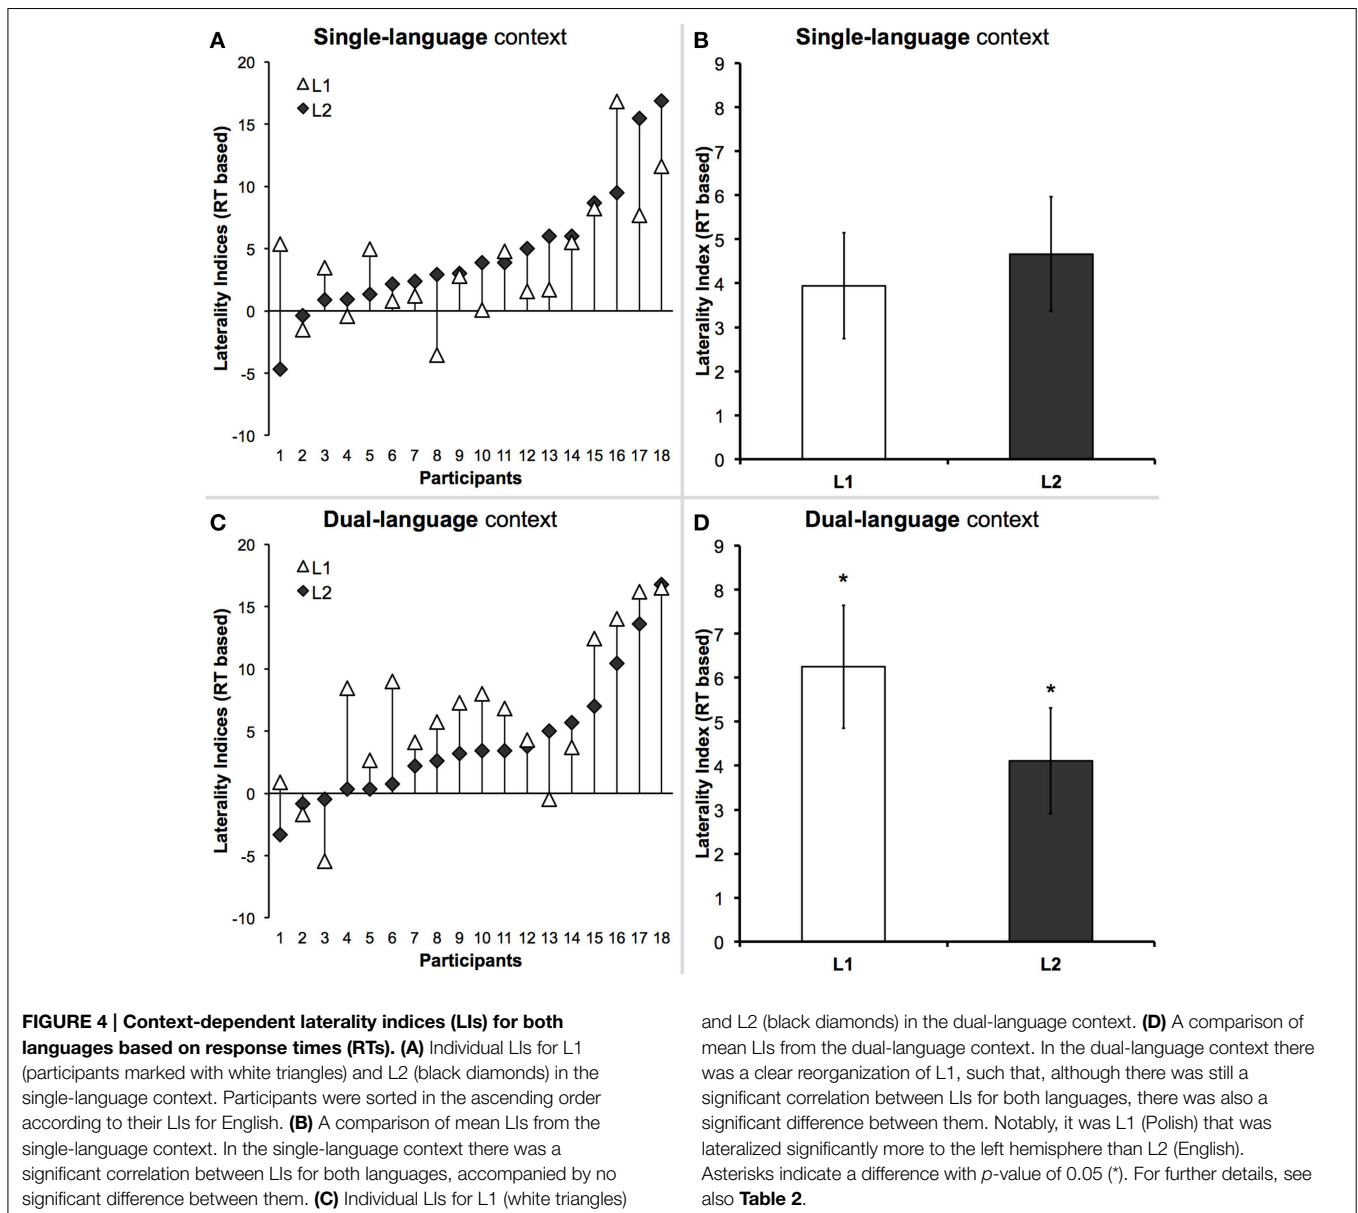 A
Single-language context
20
15
10
5
0
-5
-10
Laterality Indices (RT based)
L1
L2
1 2 3 4 5 6 7 8 9 10 11 12 13 14 15 16 17 18
Participants
B
Single-language context
9
8
7
6
5
4
3
2
1
0
Laterality Index (RT based)
L1 L2
C
Dual-language context
20
15
10
5
0
-5
-10
Laterality Indices (RT based)
L1
L2
1 2 3 4 5 6 7 8 9 10 11 12 13 14 15 16 17 18
Participants
D
Dual-language context
9
8
7
6
5
4
3
2
1
0
Laterality Index (RT based)
*
*
L1 L2
FIGURE 4 | Context-dependent laterality indices (LIs) for both
languages based on response times (RTs). (A) Individual LIs for L1
(participants marked with white triangles) and L2 (black diamonds) in the
single-language context. Participants were sorted in the ascending order
according to their LIs for English. (B) A comparison of mean LIs from the
single-language context. In the single-language context there was a
significant correlation between LIs for both languages, accompanied by no
significant difference between them. (C) Individual LIs for L1 (white triangles)
and L2 (black diamonds) in the dual-language context. (D) A comparison of
mean LIs from the dual-language context. In the dual-language context there
was a clear reorganization of L1, such that, although there was still a
significant correlation between LIs for both languages, there was also a
significant difference between them. Notably, it was L1 (Polish) that was
lateralized significantly more to the left hemisphere than L2 (English).
Asterisks indicate a difference with p-value of 0.05 (*). For further details, see
also Table 2.